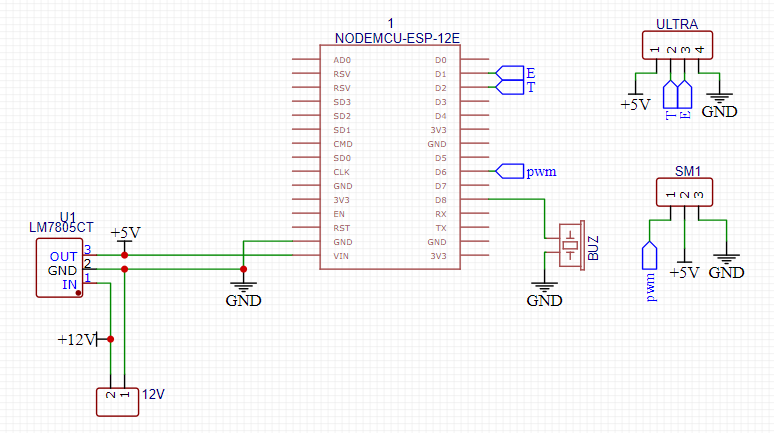 1
NODEMCU-ESP-12E
AD0
RSV
RSV
SD3
SD2
SD1
CMD
SD0
CLK
GND
3V3
EN
RST
GND
VIN
D0
D1
D2
D3
D4
3V3
GND
D5
D6
D7
D8
RX
TX
GND
3V3
E
T
pwm
BUZ
GND
ULTRA
1 2 3 4
+5V
T E
GND
SM1
1 2 3
pwm
+5V
GND
U1
LM7805CT
OUT 3
GND 2
IN 1
+5V
GND
+12V
2 1
12V